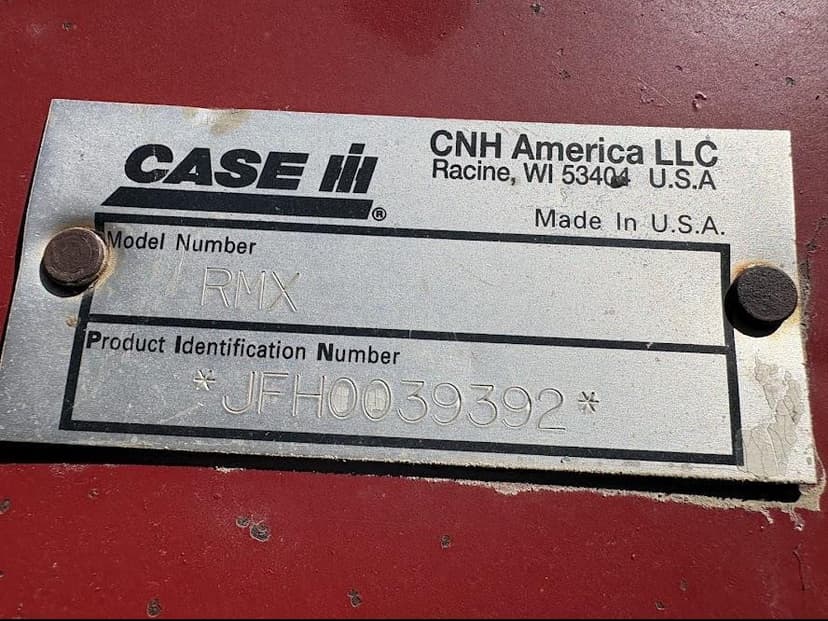 CASE IH®
CNH America LLC
Racine, WI 53404 U.S.A
Made In U.S.A.
Model Number
RMX
Product Identification Number
*JFH0039392*